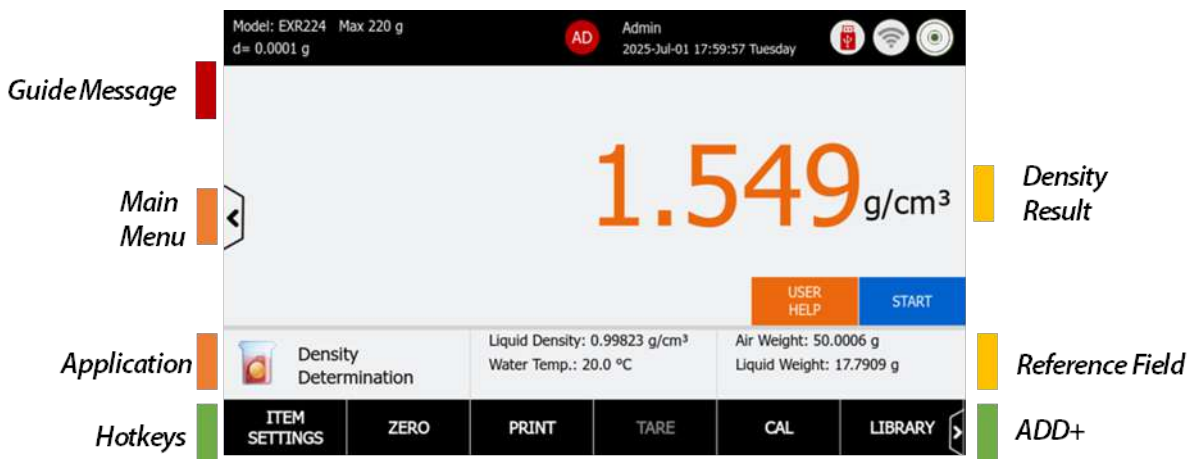 Model: EXR224 Max 220 g
d= 0.0001 g
AD
Admin
2025-Jul-01 17:59:57 Tuesday
Guide Message
Main
Menu
1.549 g/cm³
Density
Result
USER
HELP
START
Application
Density
Determination
Liquid Density: 0.99823 g/cm³
Water Temp.: 20.0 ºC
Air Weight: 50.0006 g
Liquid Weight: 17.7909 g
Reference Field
Hotkeys
ITEM
SETTINGS
ZERO
PRINT
TARE
CAL
LIBRARY
ADD+